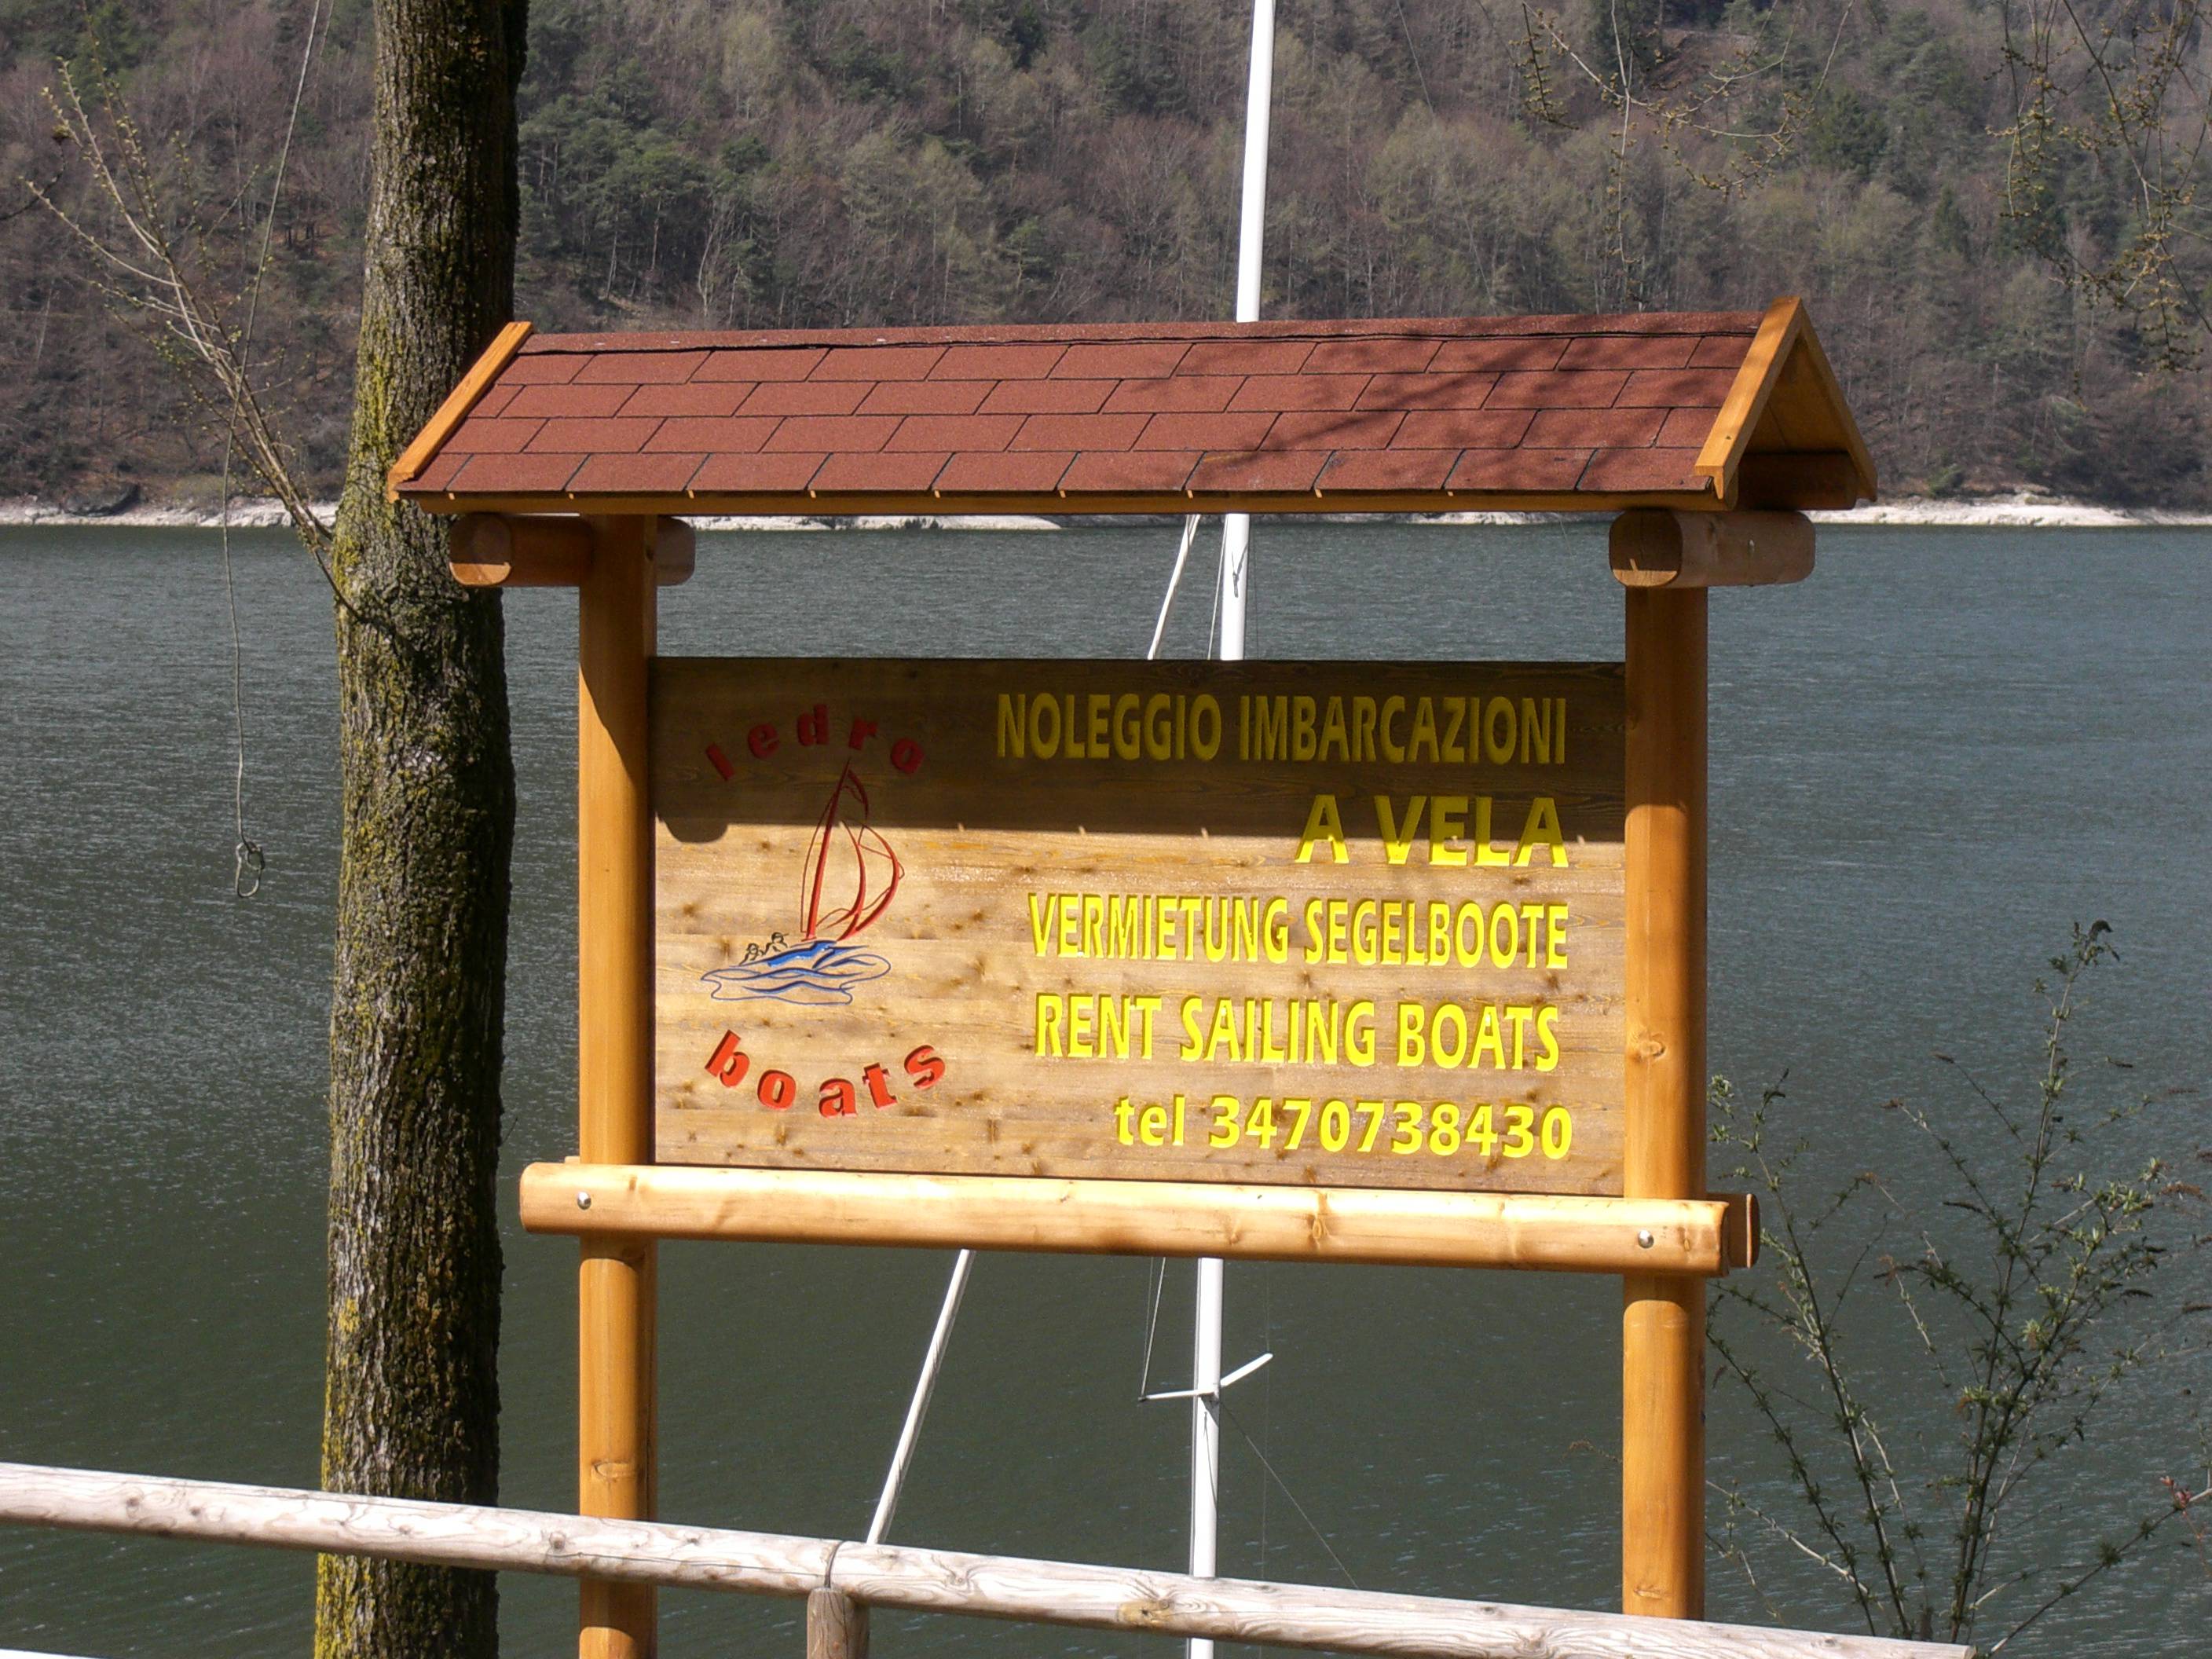 ledro
boats
NOLEGGIO IMBARCAZIONI
A VELA
VERMIETUNG SEGELBOOTE
RENT SAILING BOATS
tel 3470738430